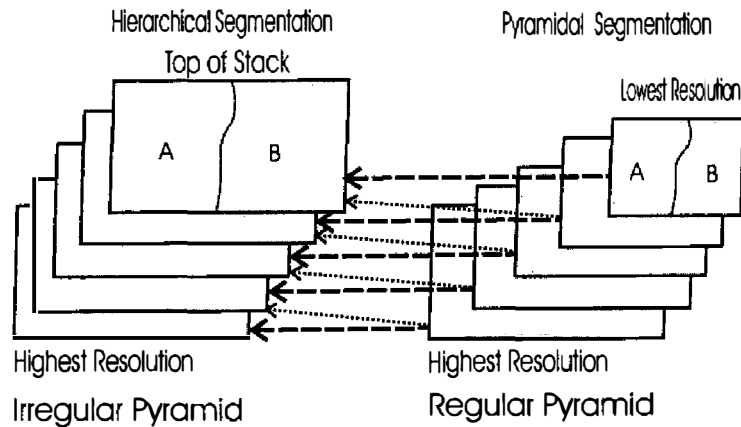 Hierarchical Segmentation
Top of Stack
A B
Highest Resolution
Irregular Pyramid
Pyramidal Segmentation
Lowest Resolution
A B
Highest Resolution
Regular Pyramid